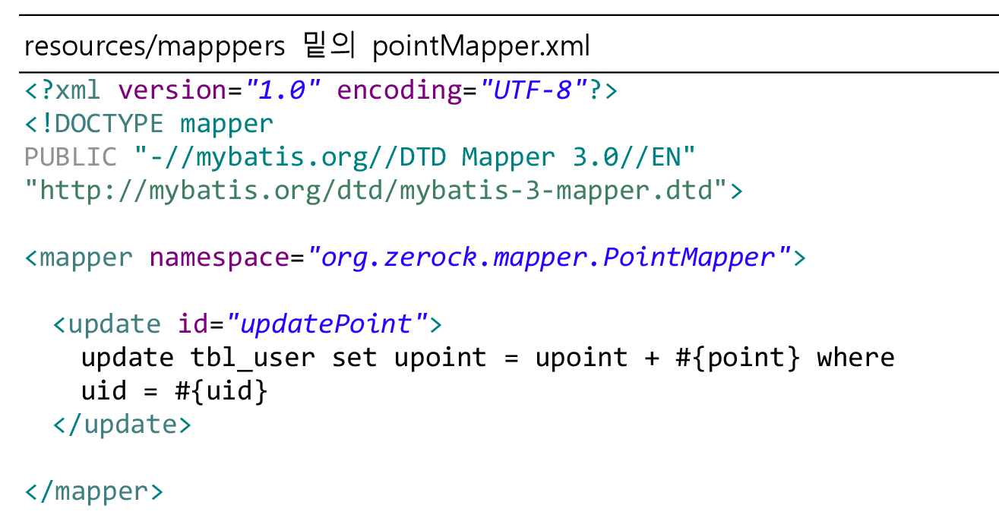 resources/mapppers 밑의 pointMapper.xml
<?xml version="1.0" encoding="UTF-8"?>
<!DOCTYPE mapper
PUBLIC "-//mybatis.org//DTD Mapper 3.0//EN"
"http://mybatis.org/dtd/mybatis-3-mapper.dtd">
<mapper namespace="org.zerock.mapper.PointMapper">
<update id="updatePoint">
update tbl_user set upoint = upoint + #{point} where
uid = #{uid}
</update>
</mapper>